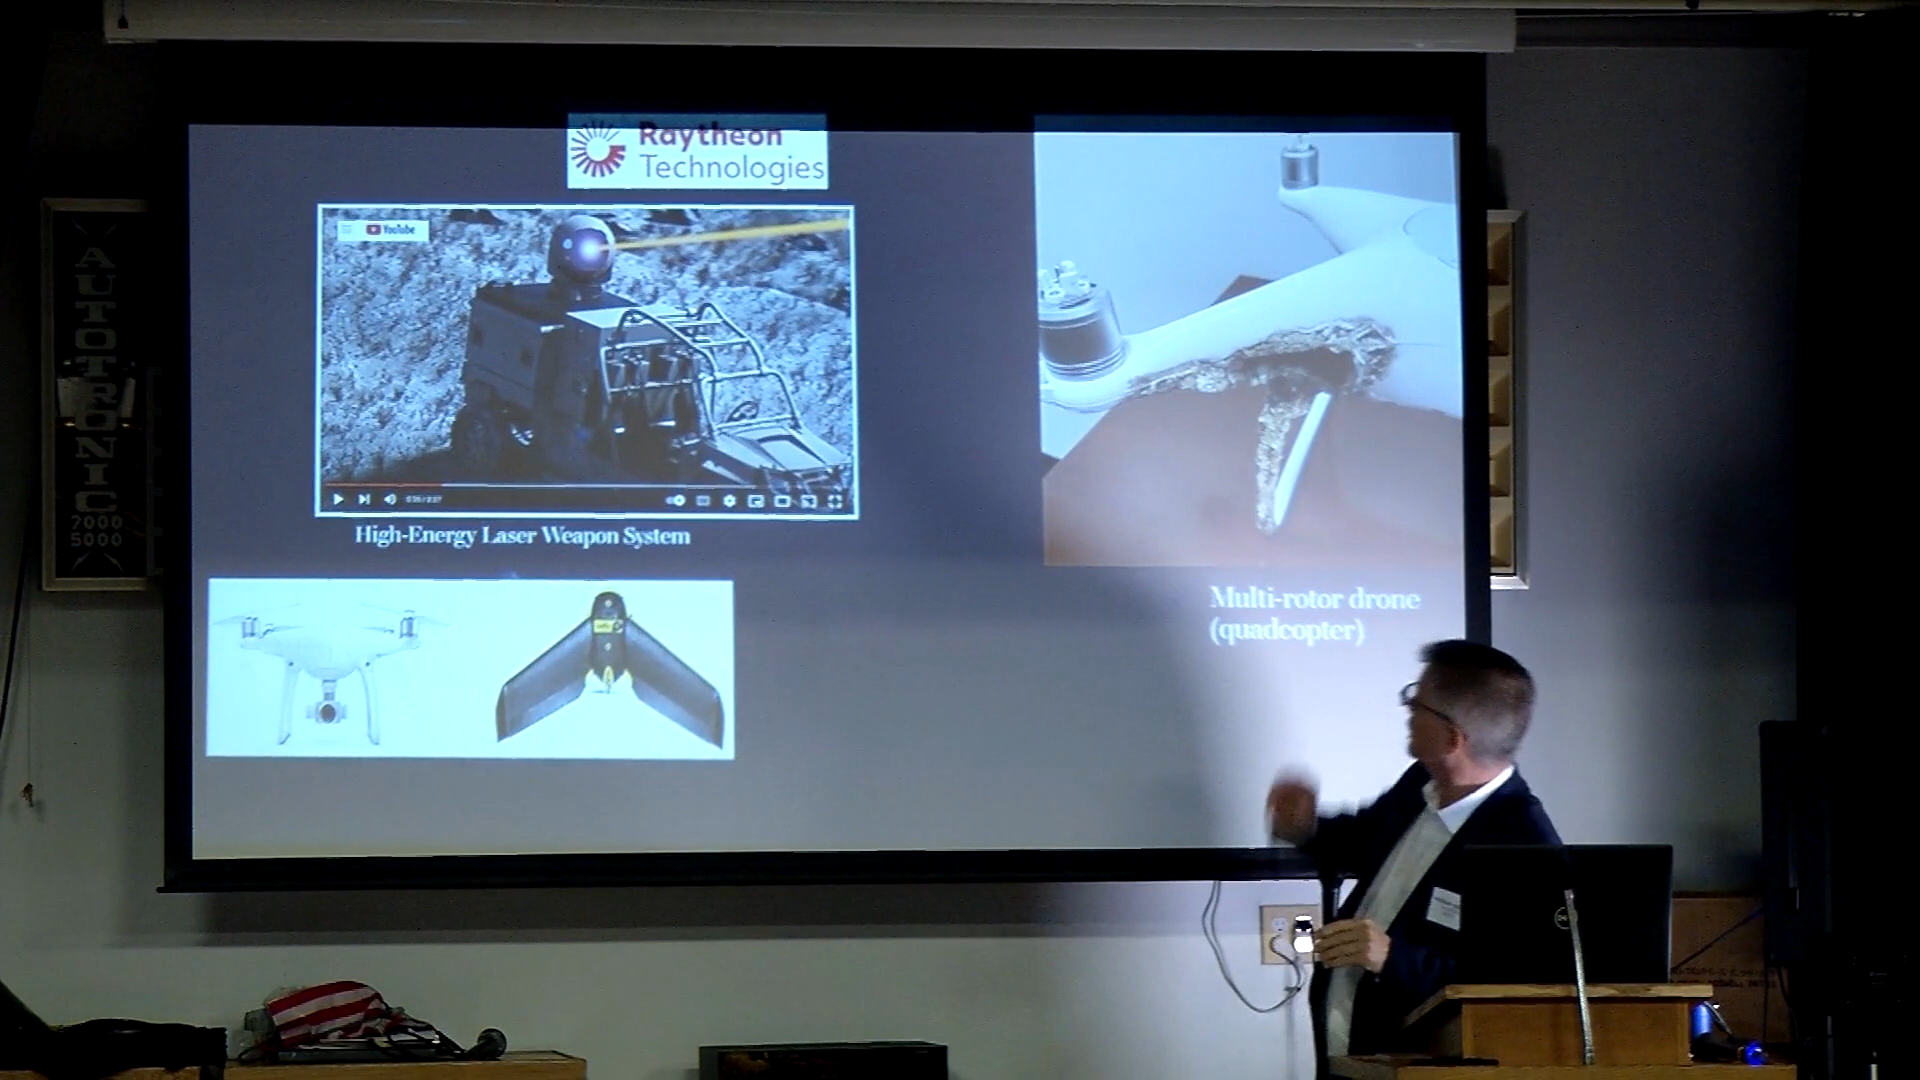 Raytheon
Technologies
YouTube
High-Energy Laser Weapon System
Multi-rotor drone
(quadcopter)
AUTOTRONIC
7000
5000